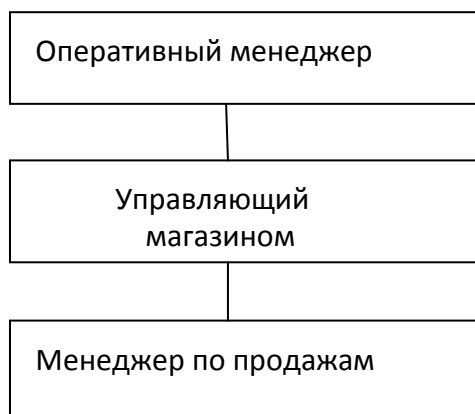 Оперативный менеджер
Управляющий
магазином
Менеджер по продажам